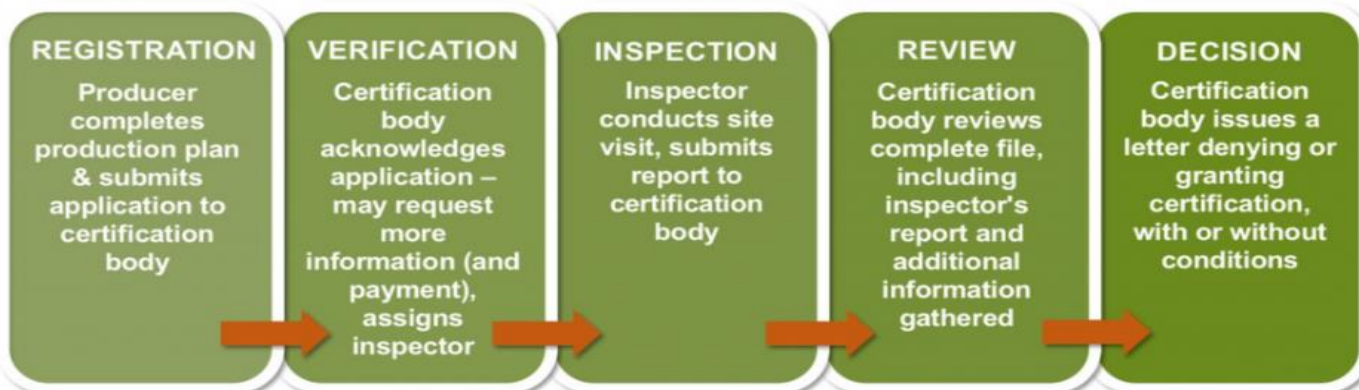 REGISTRATION
Producer
completes
production plan
& submits
application to
certification
body
VERIFICATION
Certification
body
acknowledges
application –
may request
more
information (and
payment),
assigns
inspector
INSPECTION
Inspector
conducts site
visit, submits
report to
certification
body
REVIEW
Certification
body reviews
complete file,
including
inspector's
report and
additional
information
gathered
DECISION
Certification
body issues a
letter denying or
granting
certification,
with or without
conditions